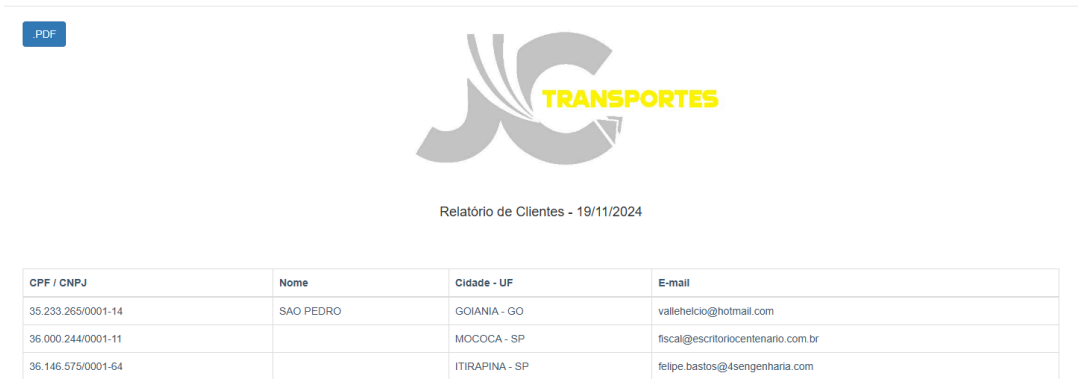 .PDF
JC
TRANSPORTES
Relatório de Clientes - 19/11/2024
CPF / CNPJ Nome Cidade - UF E-mail
35.233.265/0001-14 SAO PEDRO GOIANIA - GO vallehelcio@hotmail.com
36.000.244/0001-11 MOCOCA - SP fiscal@escritoriocentenario.com.br
36.146.575/0001-64 ITIRAPINA - SP felipe.bastos@4sengenharia.com